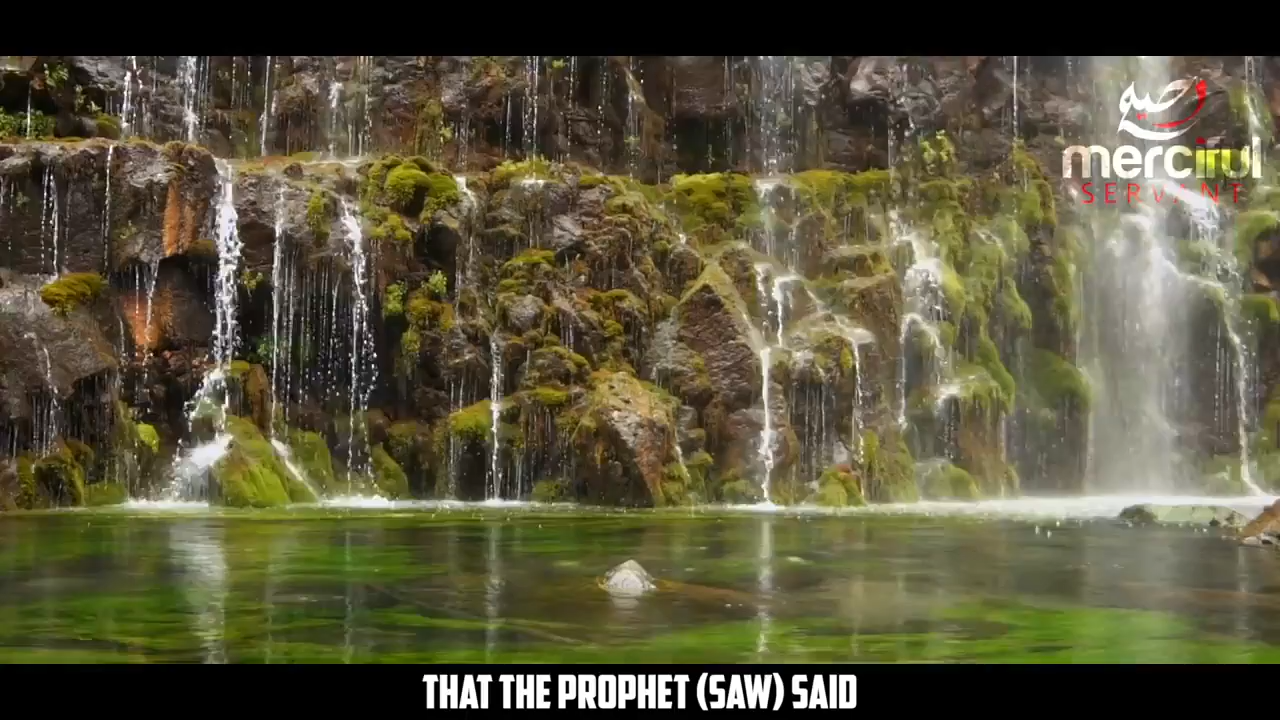 merciful
SERVANT
THAT THE PROPHET (SAW) SAID